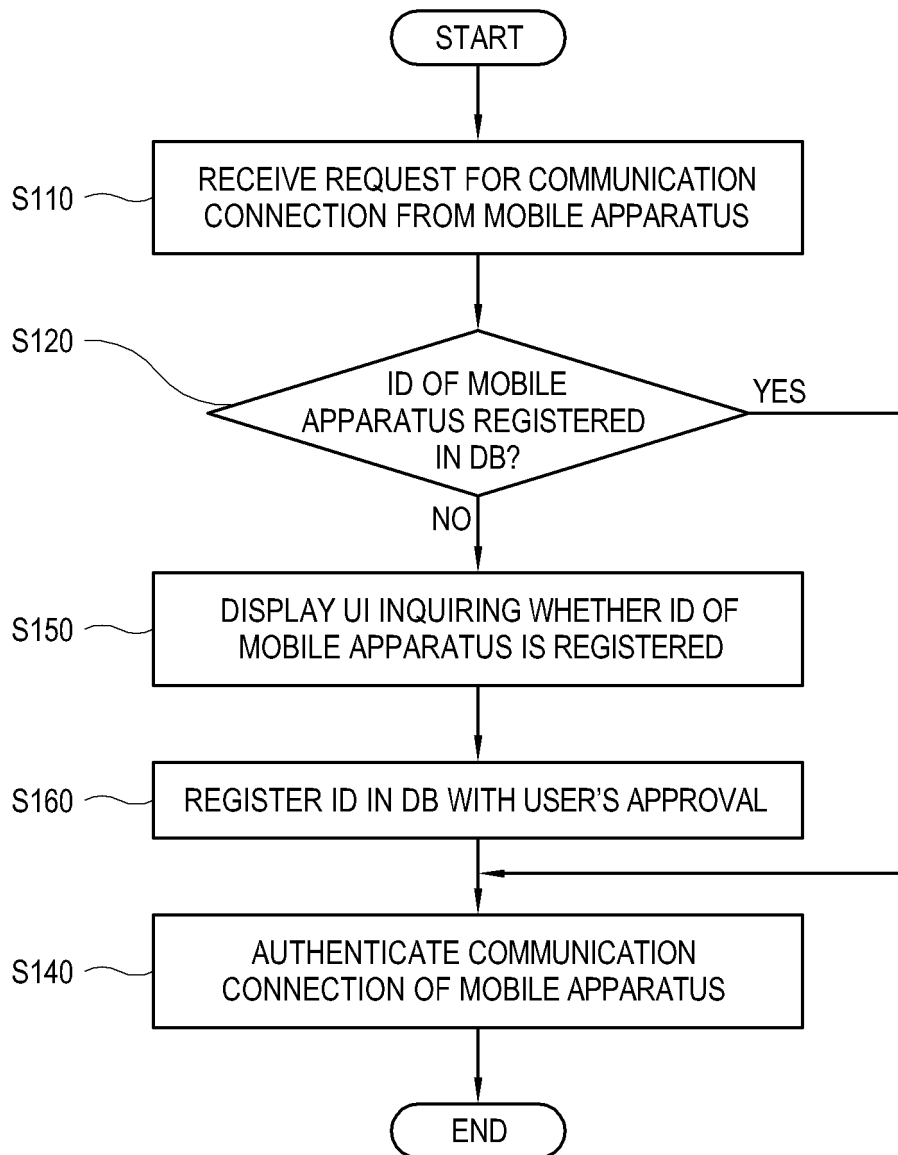 START
S110
RECEIVE REQUEST FOR COMMUNICATION
CONNECTION FROM MOBILE APPARATUS
S120
ID OF MOBILE
APPARATUS REGISTERED
IN DB?
YES
NO
S150
DISPLAY UI INQUIRING WHETHER ID OF
MOBILE APPARATUS IS REGISTERED
S160
REGISTER ID IN DB WITH USER'S APPROVAL
S140
AUTHENTICATE COMMUNICATION
CONNECTION OF MOBILE APPARATUS
END